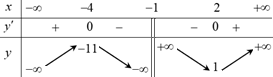 x −∞ −4 −1 2 +∞
y′ + 0 − − 0 +
−11 +∞ +∞
y
−∞ −∞ 1